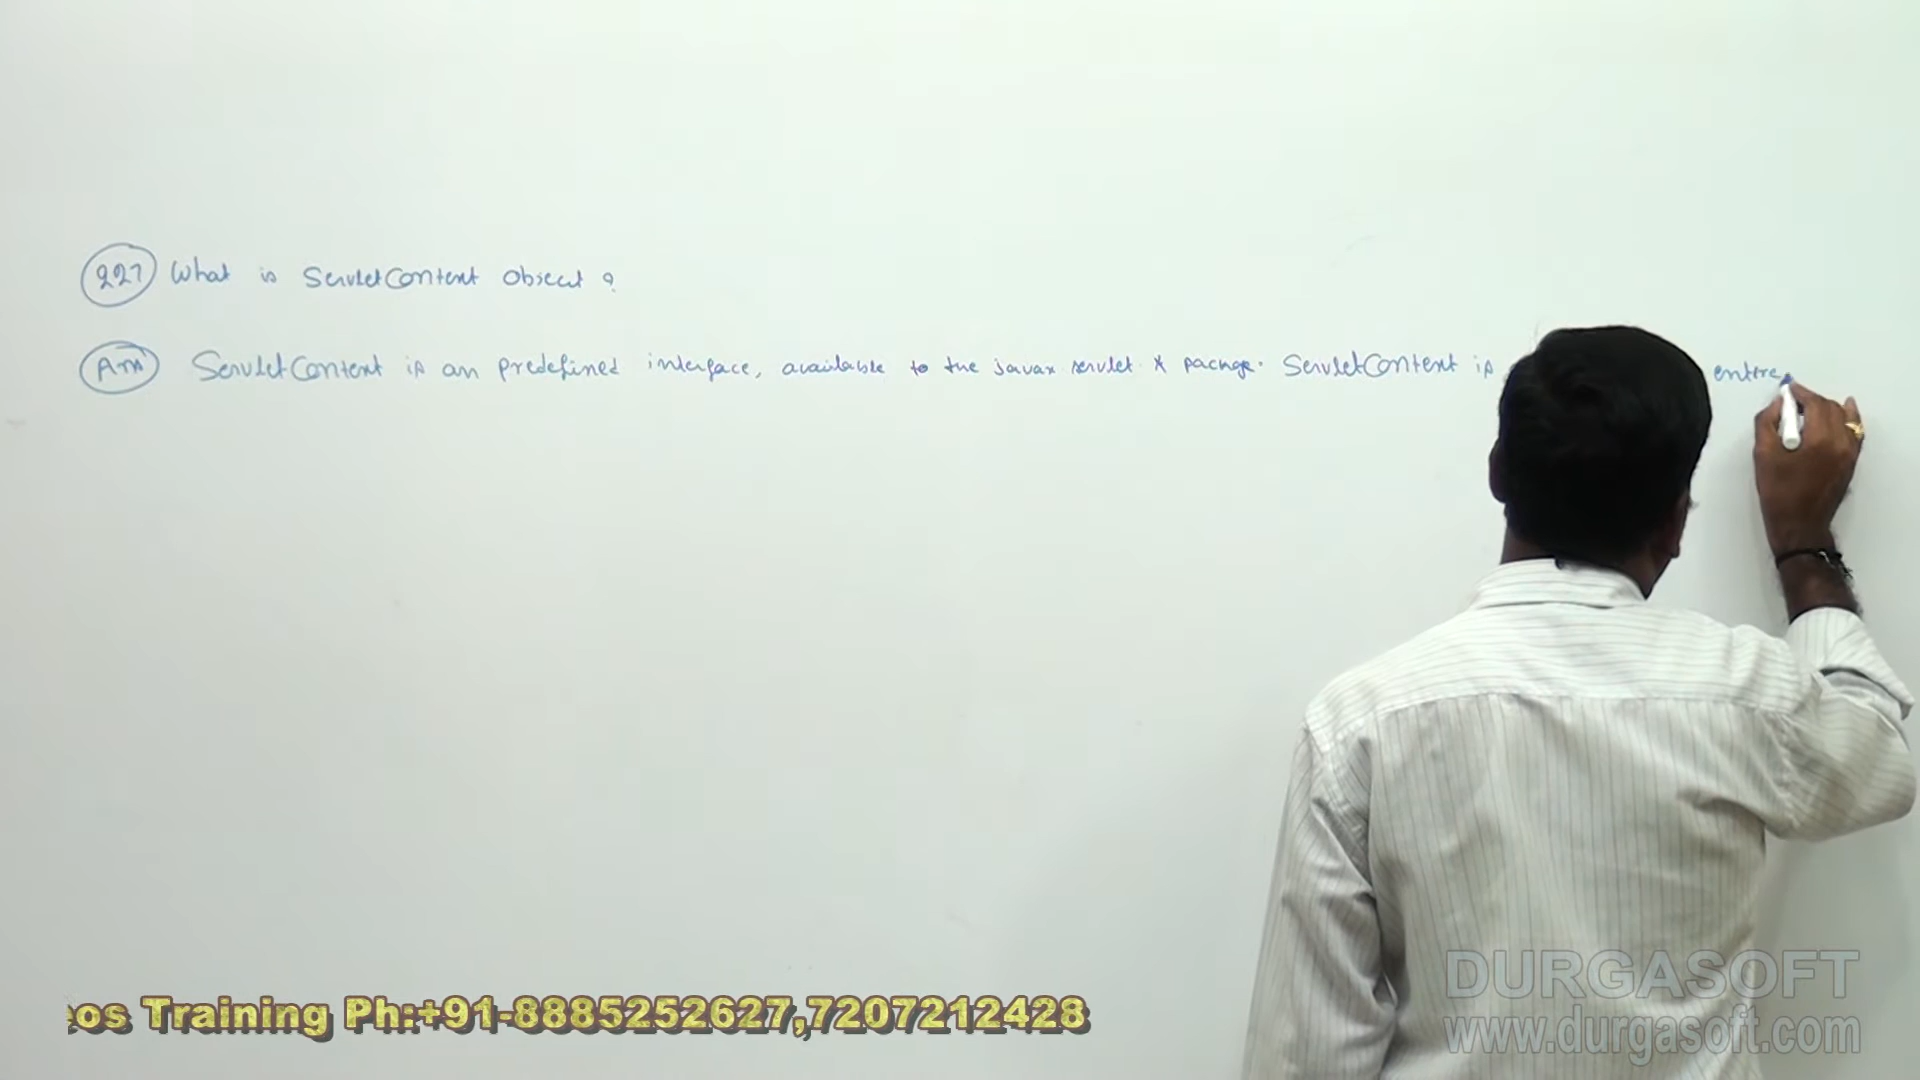 227 What is ServletContent Object ?
Ans ServletContent is an predefined interface, available to the javax.servlet.* package. ServletContent is entire
DURGASOFT
eos Training Ph:+91-8885252627,7207212428
www.durgasoft.com